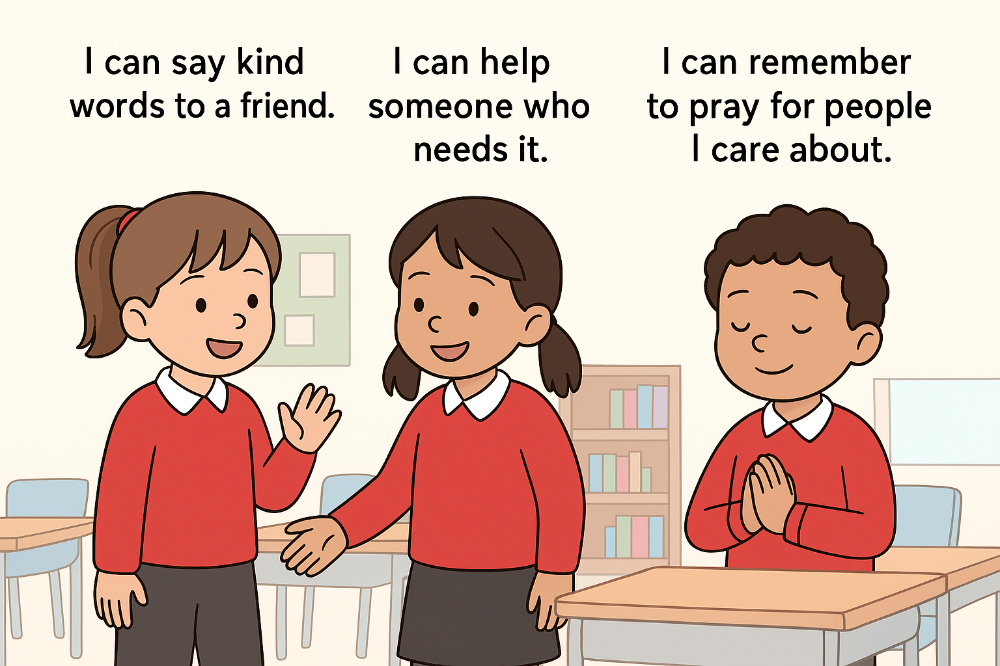 I can say kind
words to a friend.
I can help
someone who
needs it.
I can remember
to pray for people
I care about.